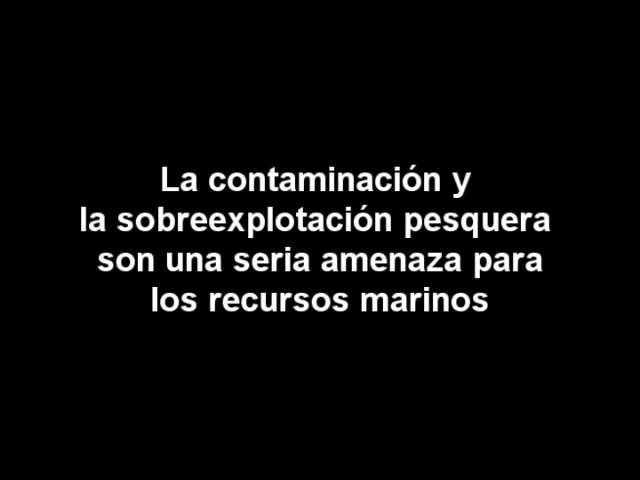 La contaminación y
la sobreexplotación pesquera
son una seria amenaza para
los recursos marinos